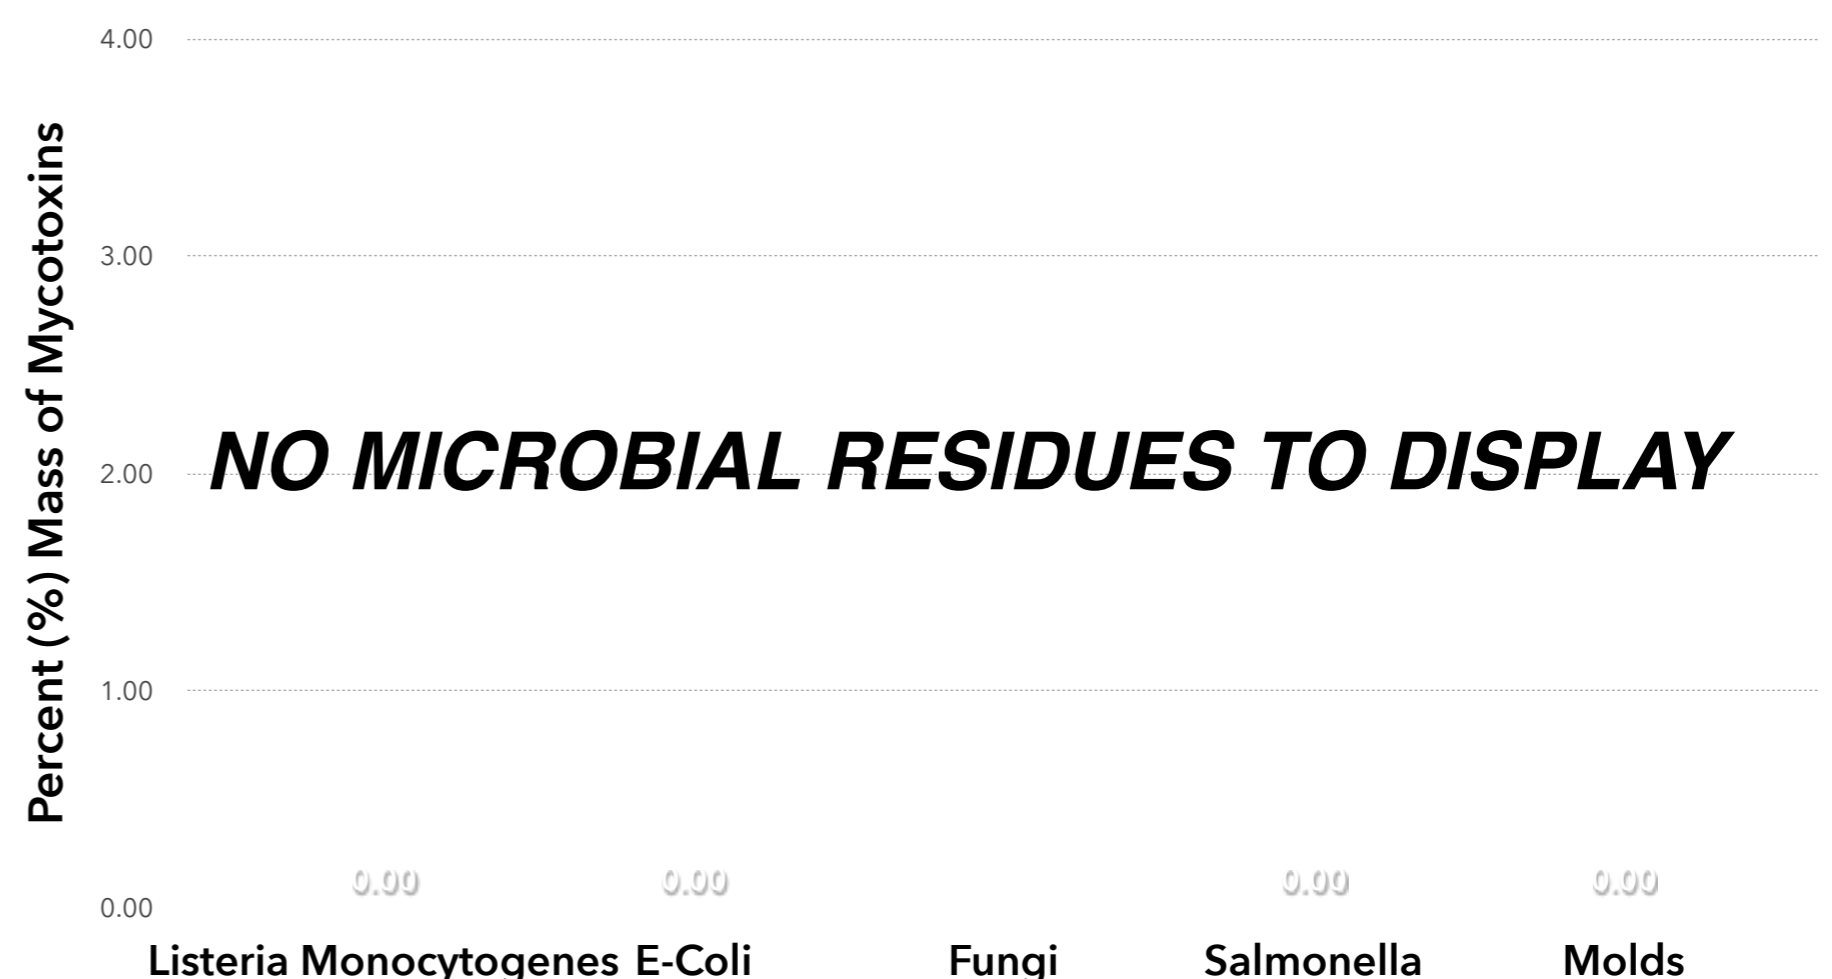 4.00
Percent (%) Mass of Mycotoxins
3.00
NO MICROBIAL RESIDUES TO DISPLAY
2.00
1.00
0.00 0.00 0.00 0.00
0.00
Listeria Monocytogenes E-Coli Fungi Salmonella Molds